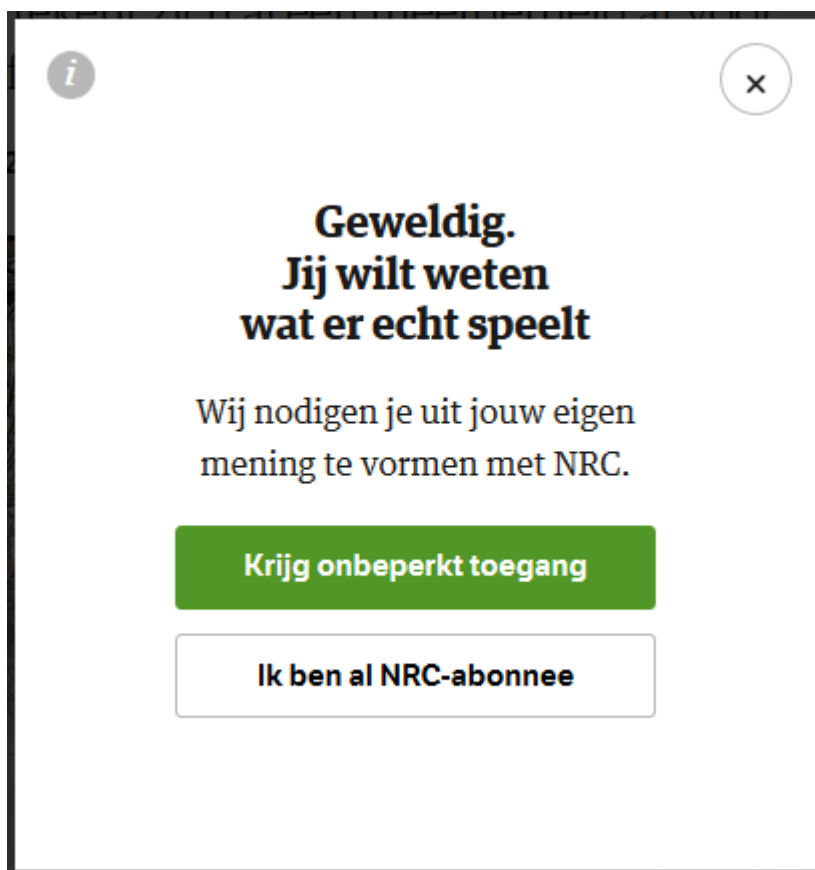 i
×
Geweldig.
Jij wilt weten
wat er echt speelt
Wij nodigen je uit jouw eigen
mening te vormen met NRC.
Krijg onbeperkt toegang
Ik ben al NRC-abonnee